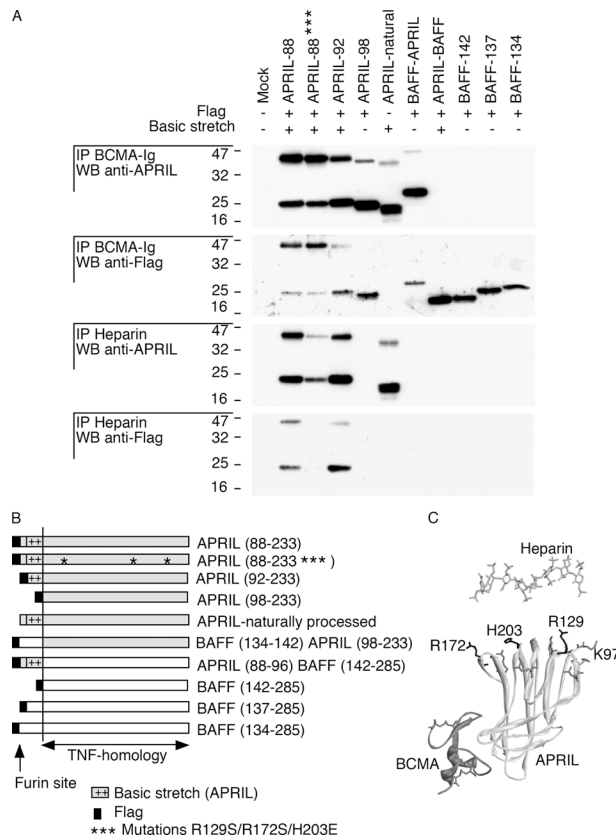 A
Mock
APRIL-88
APRIL-88 ***
APRIL-92
APRIL-98
APRIL-natural
BAFF-APRIL
APRIL-BAFF
BAFF-142
BAFF-137
BAFF-134
Flag - + + + + - + + + + +
Basic stretch - + + + - + - + - - -
IP BCMA-Ig
WB anti-APRIL
47
32
25
16
IP BCMA-Ig
WB anti-Flag
47
32
25
16
IP Heparin
WB anti-APRIL
47
32
25
16
IP Heparin
WB anti-Flag
47
32
25
16
B
++ APRIL (88-233)
++ * * * APRIL (88-233 ***)
++ APRIL (92-233)
APRIL (98-233)
++ APRIL-naturally processed
BAFF (134-142) APRIL (98-233)
++ APRIL (88-96) BAFF (142-285)
BAFF (142-285)
BAFF (137-285)
BAFF (134-285)
TNF-homology
Furin site
++ Basic stretch (APRIL)
Flag
*** Mutations R129S/R172S/H203E
C
Heparin
R129
H203
R172
K97
BCMA
APRIL